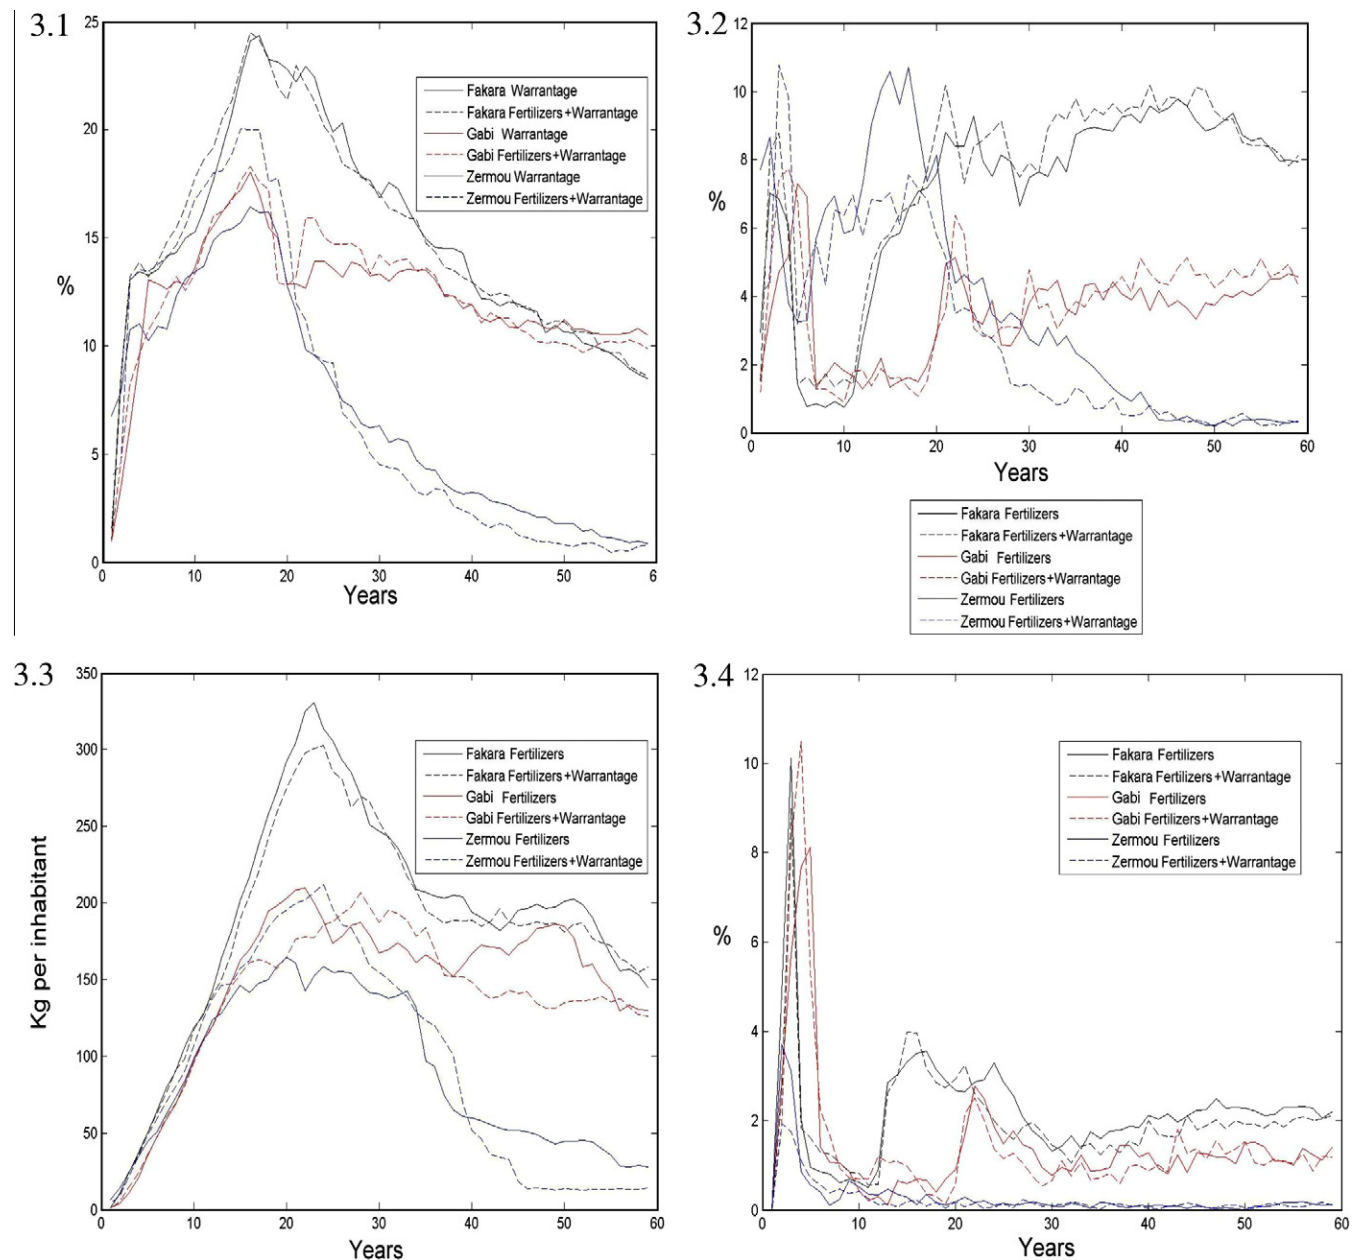 3.1
25
20
15
10
5
0
%
Fakara Warrantage
Fakara Fertilizers+Warrantage
Gabi Warrantage
Gabi Fertilizers+Warrantage
Zermou Warrantage
Zermou Fertilizers+Warrantage
0 10 20 30 40 50 6
Years
3.2
12
10
8
6
4
2
0
%
0 10 20 30 40 50 60
Years
Fakara Fertilizers
Fakara Fertilizers+Warrantage
Gabi Fertilizers
Gabi Fertilizers+Warrantage
Zermou Fertilizers
Zermou Fertilizers+Warrantage
3.3
350
300
250
200
150
100
50
0
Kg per inhabitant
Fakara Fertilizers
Fakara Fertilizers+Warrantage
Gabi Fertilizers
Gabi Fertilizers+Warrantage
Zermou Fertilizers
Zermou Fertilizers+Warrantage
0 10 20 30 40 50 60
Years
3.4
12
10
8
6
4
2
0
%
Fakara Fertilizers
Fakara Fertilizers+Warrantage
Gabi Fertilizers
Gabi Fertilizers+Warrantage
Zermou Fertilizers
Zermou Fertilizers+Warrantage
0 10 20 30 40 50 60
Years